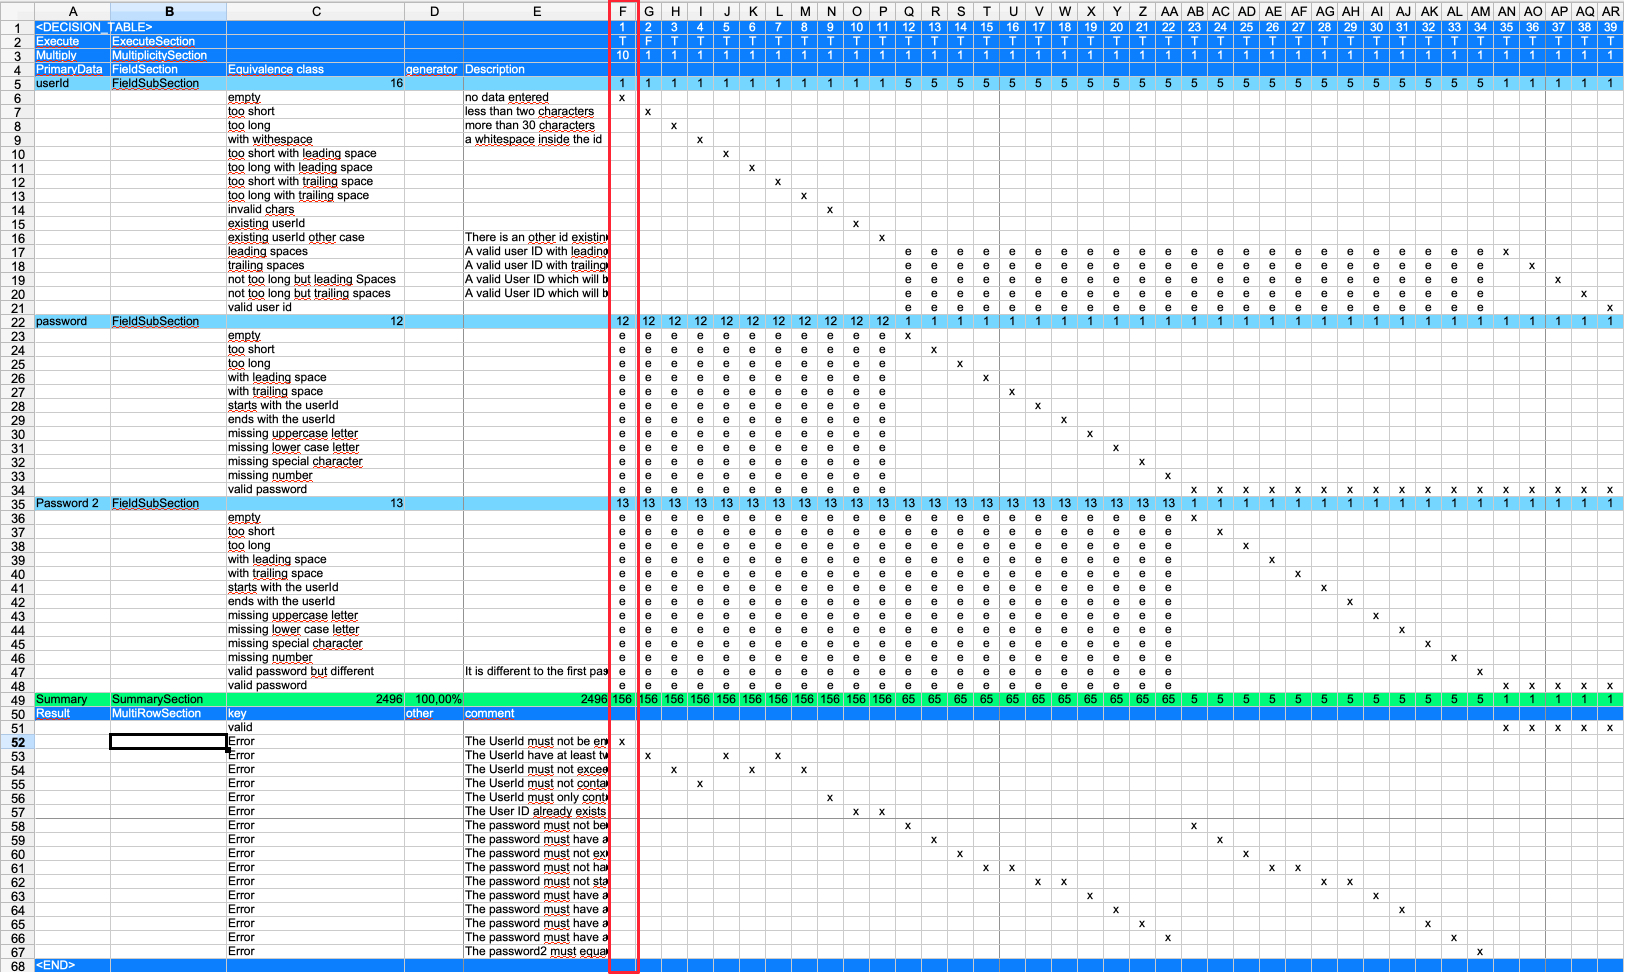 A B C D E F G H I J K L M N O P Q R S T U V W X Y Z AA AB AC AD AE AF AG AH AI AJ AK AL AM AN AO AP AQ AR
1 <DECISION_TABLE> 1 2 3 4 5 6 7 8 9 10 11 12 13 14 15 16 17 18 19 20 21 22 23 24 25 26 27 28 29 30 31 32 33 34 35 36 37 38 39
2 Execute ExecuteSection T F T T T T T T T T T T T T T T T T T T T T T T T T T T T T T T T T T T T T T
3 Multiply MultiplicitySection 10 1 1 1 1 1 1 1 1 1 1 1 1 1 1 1 1 1 1 1 1 1 1 1 1 1 1 1 1 1 1 1 1 1 1 1 1 1 1
4 PrimaryData FieldSection Equivalence class generator Description
5 userId FieldSubSection 16 1 1 1 1 1 1 1 1 1 1 1 5 5 5 5 5 5 5 5 5 5 5 5 5 5 5 5 5 5 5 5 5 5 5 1 1 1 1 1
6 empty no data entered x
7 too short less than two characters x
8 too long more than 30 characters x
9 with withespace a whitespace inside the id x
10 too short with leading space x
11 too long with leading space x
12 too short with trailing space x
13 too long with trailing space x
14 invalid chars x
15 existing userId x
16 existing userId other case There is an other id existin x
17 leading spaces A valid user ID with leading e e e e e e e e e e e e e e e e e e e e e e e x
18 trailing spaces A valid user ID with trailing e e e e e e e e e e e e e e e e e e e e e e e x
19 not too long but leading Spaces A valid User ID which will b e e e e e e e e e e e e e e e e e e e e e e e x
20 not too long but trailing spaces A valid User ID which will b e e e e e e e e e e e e e e e e e e e e e e e x
21 valid user id e e e e e e e e e e e e e e e e e e e e e e e x
22 password FieldSubSection 12 12 12 12 12 12 12 12 12 12 12 12 1 1 1 1 1 1 1 1 1 1 1 1 1 1 1 1 1 1 1 1 1 1 1 1 1 1 1 1
23 empty e e e e e e e e e e e x
24 too short e e e e e e e e e e e x
25 too long e e e e e e e e e e e x
26 with leading space e e e e e e e e e e e x
27 with trailing space e e e e e e e e e e e x
28 starts with the userId e e e e e e e e e e e x
29 ends with the userId e e e e e e e e e e e x
30 missing uppercase letter e e e e e e e e e e e x
31 missing lower case letter e e e e e e e e e e e x
32 missing special character e e e e e e e e e e e x
33 missing number e e e e e e e e e e e x
34 valid password e e e e e e e e e e e x x x x x x x x x x x x x x x x x
35 Password 2 FieldSubSection 13 13 13 13 13 13 13 13 13 13 13 13 13 13 13 13 13 13 13 13 13 13 13 1 1 1 1 1 1 1 1 1 1 1 1 1 1 1 1 1
36 empty e e e e e e e e e e e e e e e e e e e e e e x
37 too short e e e e e e e e e e e e e e e e e e e e e e x
38 too long e e e e e e e e e e e e e e e e e e e e e e x
39 with leading space e e e e e e e e e e e e e e e e e e e e e e x
40 with trailing space e e e e e e e e e e e e e e e e e e e e e e x
41 starts with the userId e e e e e e e e e e e e e e e e e e e e e e x
42 ends with the userId e e e e e e e e e e e e e e e e e e e e e e x
43 missing uppercase letter e e e e e e e e e e e e e e e e e e e e e e x
44 missing lower case letter e e e e e e e e e e e e e e e e e e e e e e x
45 missing special character e e e e e e e e e e e e e e e e e e e e e e x
46 missing number e e e e e e e e e e e e e e e e e e e e e e x
47 valid password but different It is different to the first pas e e e e e e e e e e e e e e e e e e e e e e x
48 valid password e e e e e e e e e e e e e e e e e e e e e e x x x x x
49 Summary SummarySection 2496 100,00% 2496 156 156 156 156 156 156 156 156 156 156 156 65 65 65 65 65 65 65 65 65 65 65 5 5 5 5 5 5 5 5 5 5 5 5 1 1 1 1 1
50 Result MultiRowSection key other comment
51 valid x x x x x
52 Error The UserId must not be en x
53 Error The UserId have at least tw x x x
54 Error The UserId must not excee x x x
55 Error The UserId must not conta x
56 Error The UserId must only cont x
57 Error The User ID already exists x x
58 Error The password must not be x x
59 Error The password must have a x x
60 Error The password must not ex x x
61 Error The password must not ha x x x x
62 Error The password must not sta x x x x
63 Error The password must have a x x
64 Error The password must have a x x
65 Error The password must have a x x
66 Error The password must have a x x
67 Error The password2 must equa x
68 <END>